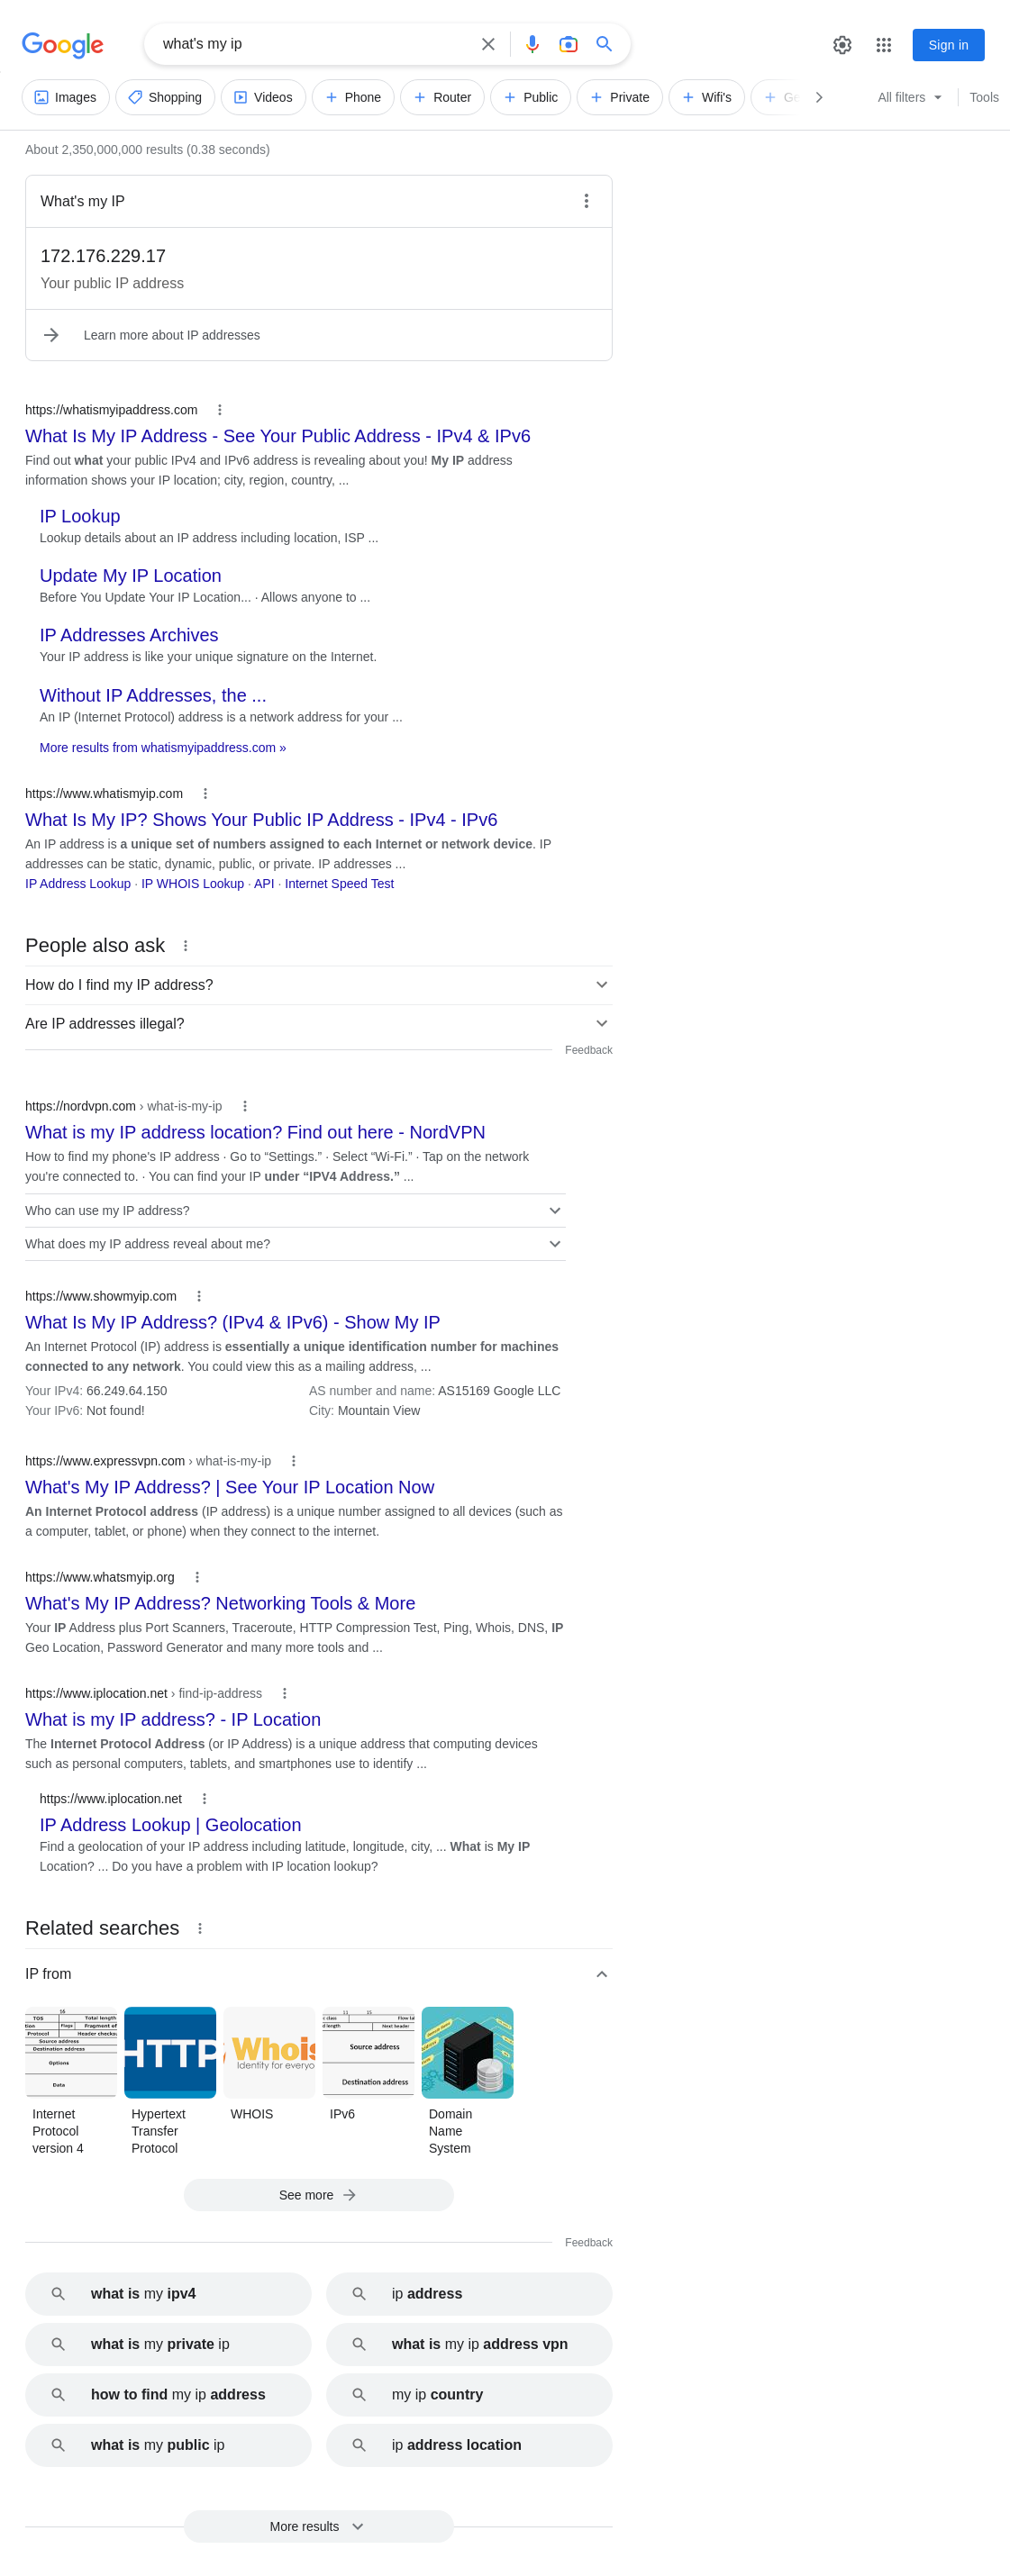 Google
what's my ip
Sign in
Images
Shopping
Videos
Phone
Router
Public
Private
Wifi's
All filters
Tools
About 2,350,000,000 results (0.38 seconds)
What's my IP
172.176.229.17
Your public IP address
Learn more about IP addresses
https://whatismyipaddress.com
What Is My IP Address - See Your Public Address - IPv4 & IPv6
Find out what your public IPv4 and IPv6 address is revealing about you! My IP address
information shows your IP location; city, region, country, ...
IP Lookup
Lookup details about an IP address including location, ISP ...
Update My IP Location
Before You Update Your IP Location... · Allows anyone to ...
IP Addresses Archives
Your IP address is like your unique signature on the Internet.
Without IP Addresses, the ...
An IP (Internet Protocol) address is a network address for your ...
More results from whatismyipaddress.com »
https://www.whatismyip.com
What Is My IP? Shows Your Public IP Address - IPv4 - IPv6
An IP address is a unique set of numbers assigned to each Internet or network device. IP
addresses can be static, dynamic, public, or private. IP addresses ...
IP Address Lookup · IP WHOIS Lookup · API · Internet Speed Test
People also ask
How do I find my IP address?
Are IP addresses illegal?
Feedback
https://nordvpn.com › what-is-my-ip
What is my IP address location? Find out here - NordVPN
How to find my phone's IP address · Go to “Settings.” · Select “Wi-Fi.” · Tap on the network
you're connected to. · You can find your IP under “IPV4 Address.” ...
Who can use my IP address?
What does my IP address reveal about me?
https://www.showmyip.com
What Is My IP Address? (IPv4 & IPv6) - Show My IP
An Internet Protocol (IP) address is essentially a unique identification number for machines
connected to any network. You could view this as a mailing address, ...
Your IPv4: 66.249.64.150
AS number and name: AS15169 Google LLC
Your IPv6: Not found!
City: Mountain View
https://www.expressvpn.com › what-is-my-ip
What's My IP Address? | See Your IP Location Now
An Internet Protocol address (IP address) is a unique number assigned to all devices (such as
a computer, tablet, or phone) when they connect to the internet.
https://www.whatsmyip.org
What's My IP Address? Networking Tools & More
Your IP Address plus Port Scanners, Traceroute, HTTP Compression Test, Ping, Whois, DNS, IP
Geo Location, Password Generator and many more tools and ...
https://www.iplocation.net › find-ip-address
What is my IP address? - IP Location
The Internet Protocol Address (or IP Address) is a unique address that computing devices
such as personal computers, tablets, and smartphones use to identify ...
https://www.iplocation.net
IP Address Lookup | Geolocation
Find a geolocation of your IP address including latitude, longitude, city, ... What is My IP
Location? ... Do you have a problem with IP location lookup?
Related searches
IP from
16
TOS
Total length
Flags
Fragment of
Protocol
Header checks
Source address
Destination address
Options
Data
HTTP
Whois
Identity for everyo
11 15
class
Flow la
length
Next header
Source address
Destination address
Internet
Protocol
version 4
Hypertext
Transfer
Protocol
WHOIS
IPv6
Domain
Name
System
See more
Feedback
what is my ipv4
ip address
what is my private ip
what is my ip address vpn
how to find my ip address
my ip country
what is my public ip
ip address location
More results